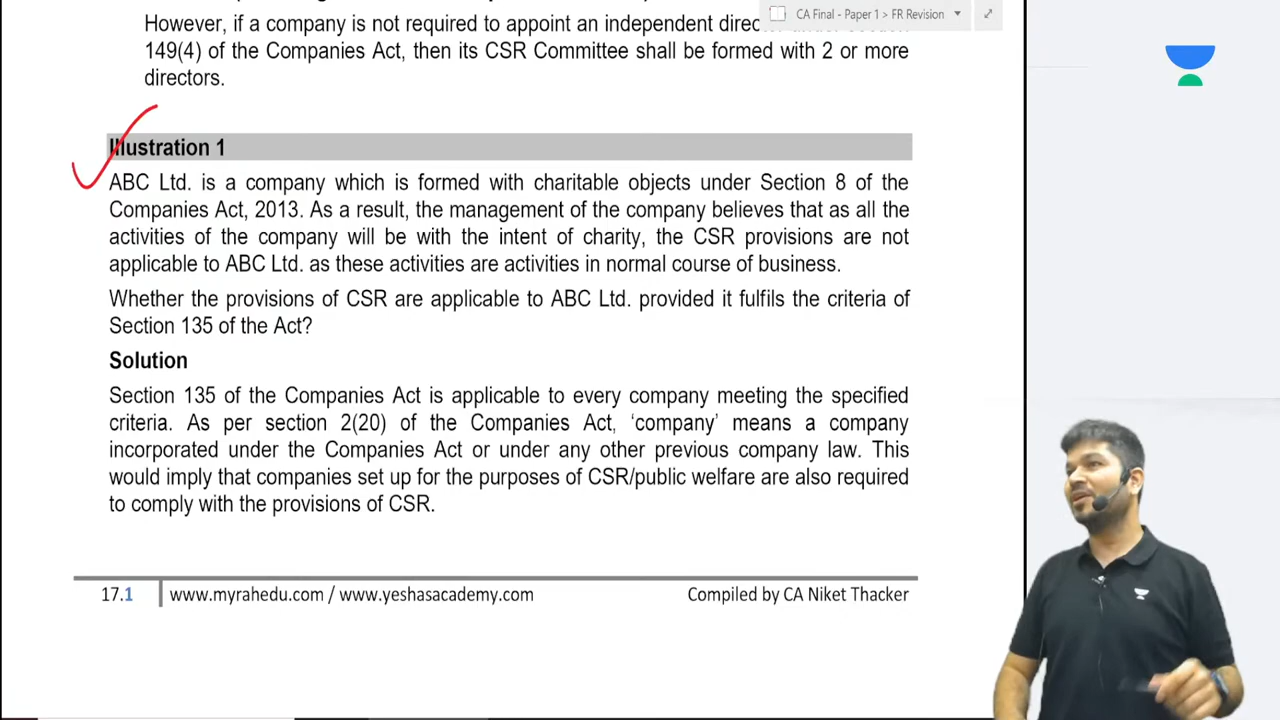 CA Final - Paper 1 > FR Revision
However, if a company is not required to appoint an independent
149(4) of the Companies Act, then its CSR Committee shall be formed with 2 or more
directors.
Illustration 1
ABC Ltd. is a company which is formed with charitable objects under Section 8 of the
Companies Act, 2013. As a result, the management of the company believes that as all the
activities of the company will be with the intent of charity, the CSR provisions are not
applicable to ABC Ltd. as these activities are activities in normal course of business.
Whether the provisions of CSR are applicable to ABC Ltd. provided it fulfils the criteria of
Section 135 of the Act?
Solution
Section 135 of the Companies Act is applicable to every company meeting the specified
criteria. As per section 2(20) of the Companies Act, ‘company’ means a company
incorporated under the Companies Act or under any other previous company law. This
would imply that companies set up for the purposes of CSR/public welfare are also required
to comply with the provisions of CSR.
17.1 www.myrahedu.com / www.yeshasacademy.com Compiled by CA Niket Thacker